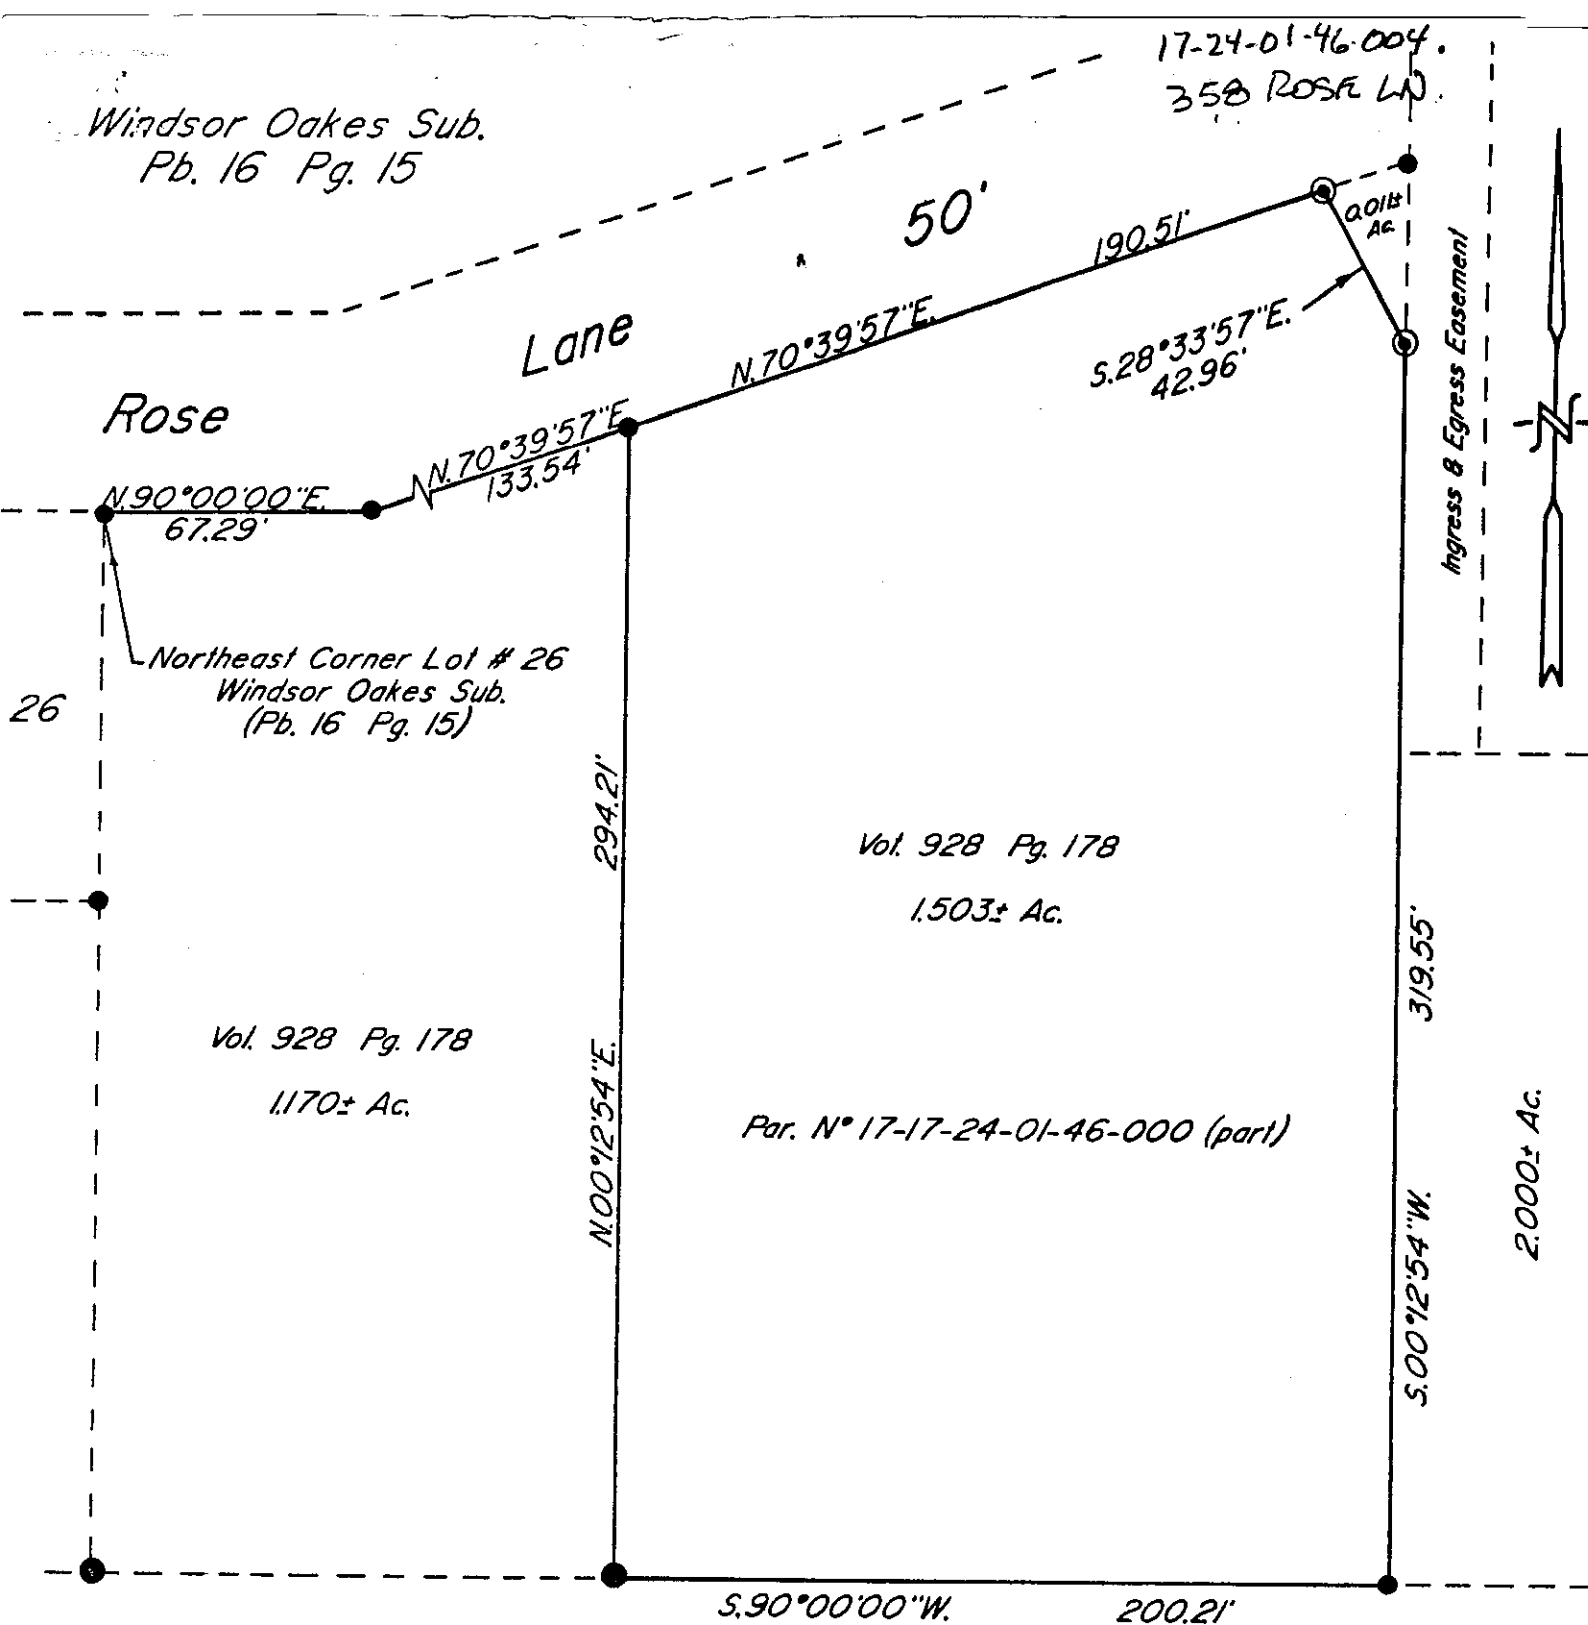 17-24-01-46-004.
358 ROSE LN.
Windsor Oakes Sub.
Pb. 16 Pg. 15
50'
190.51'
0.011±
Ac.
Lane
N.70°39'57"E.
S.28°33'57"E.
42.96'
Ingress & Egress Easement
Rose
N.70°39'57"E.
133.54'
N.90°00'00"E.
67.29'
N
Northeast Corner Lot # 26
Windsor Oakes Sub.
(Pb. 16 Pg. 15)
26
294.21'
N.00°12'54"E.
Vol. 928 Pg. 178
1.503± Ac.
319.55'
S.00°12'54"W.
Vol. 928 Pg. 178
1.170± Ac.
Par. N° 17-17-24-01-46-000 (part)
2.000± Ac.
S.90°00'00"W. 200.21'